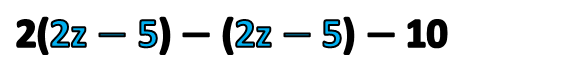 2(2z – 5) – (2z – 5) – 10